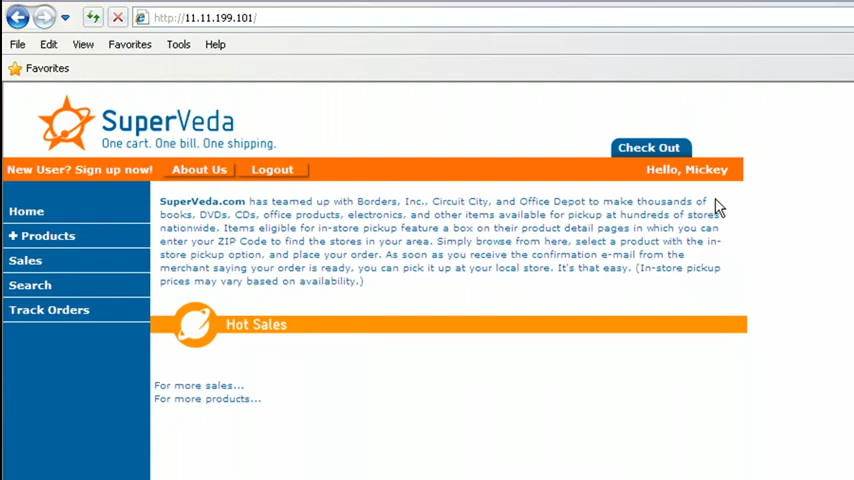 http://11.11.199.101/
File Edit View Favorites Tools Help
Favorites
SuperVeda
One cart. One bill. One shipping.
Check Out
New User? Sign up now! About Us Logout Hello, Mickey
Home
+ Products
Sales
Search
Track Orders
SuperVeda.com has teamed up with Borders, Inc., Circuit City, and Office Depot to make thousands of
books, DVDs, CDs, office products, electronics, and other items available for pickup at hundreds of stores
nationwide. Items eligible for in-store pickup feature a box on their product detail pages in which you can
enter your ZIP Code to find the stores in your area. Simply browse from here, select a product with the in-
store pickup option, and place your order. As soon as you receive the confirmation e-mail from the
merchant saying your order is ready, you can pick it up at your local store. It's that easy. (In-store pickup
prices may vary based on availability.)
Hot Sales
For more sales...
For more products...